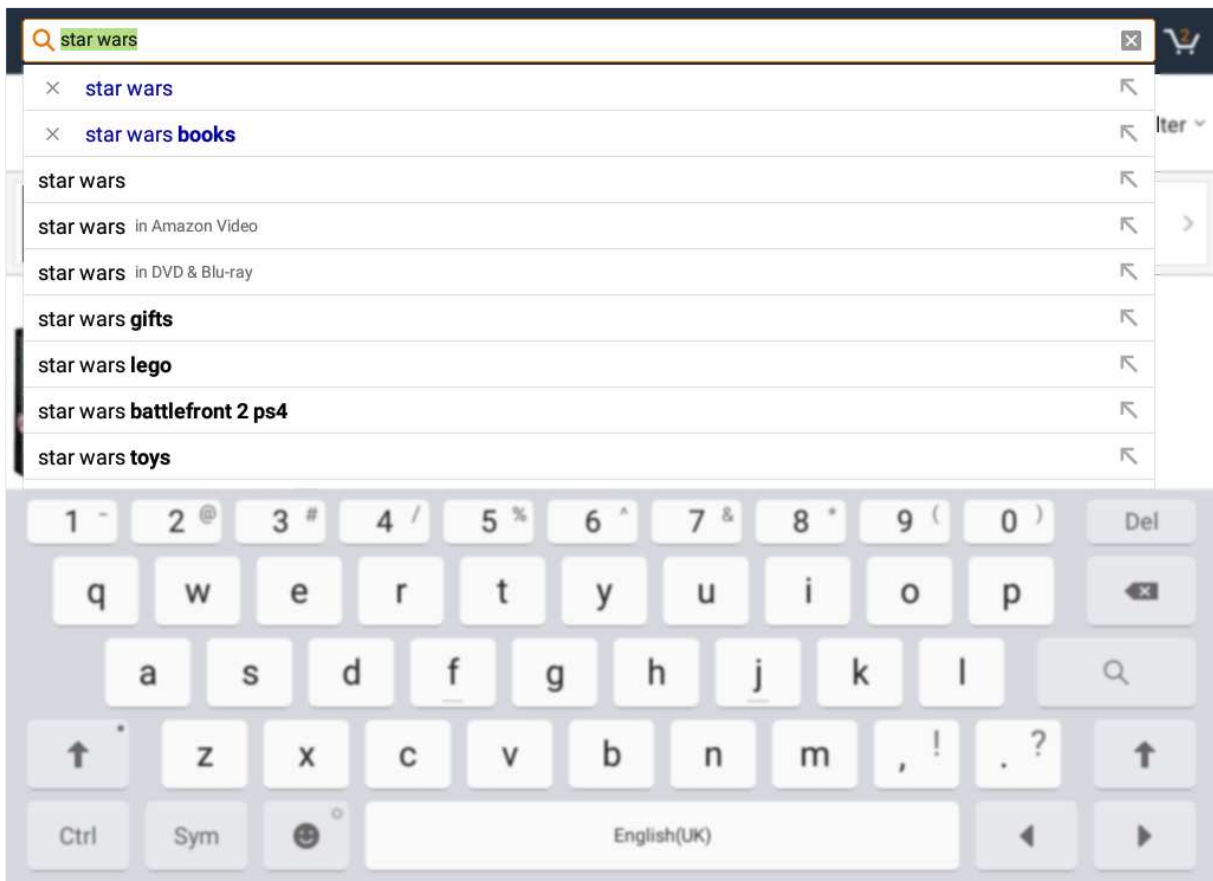 star wars
2
star wars
star wars books
lter
star wars
star wars in Amazon Video
star wars in DVD & Blu-ray
star wars gifts
star wars lego
star wars battlefront 2 ps4
star wars toys
1 - 2 @ 3 # 4 / 5 % 6 ^ 7 & 8 * 9 ( 0 ) Del
q w e r t y u i o p
a s d f g h j k l
z x c v b n m , ! . ?
Ctrl Sym English(UK)